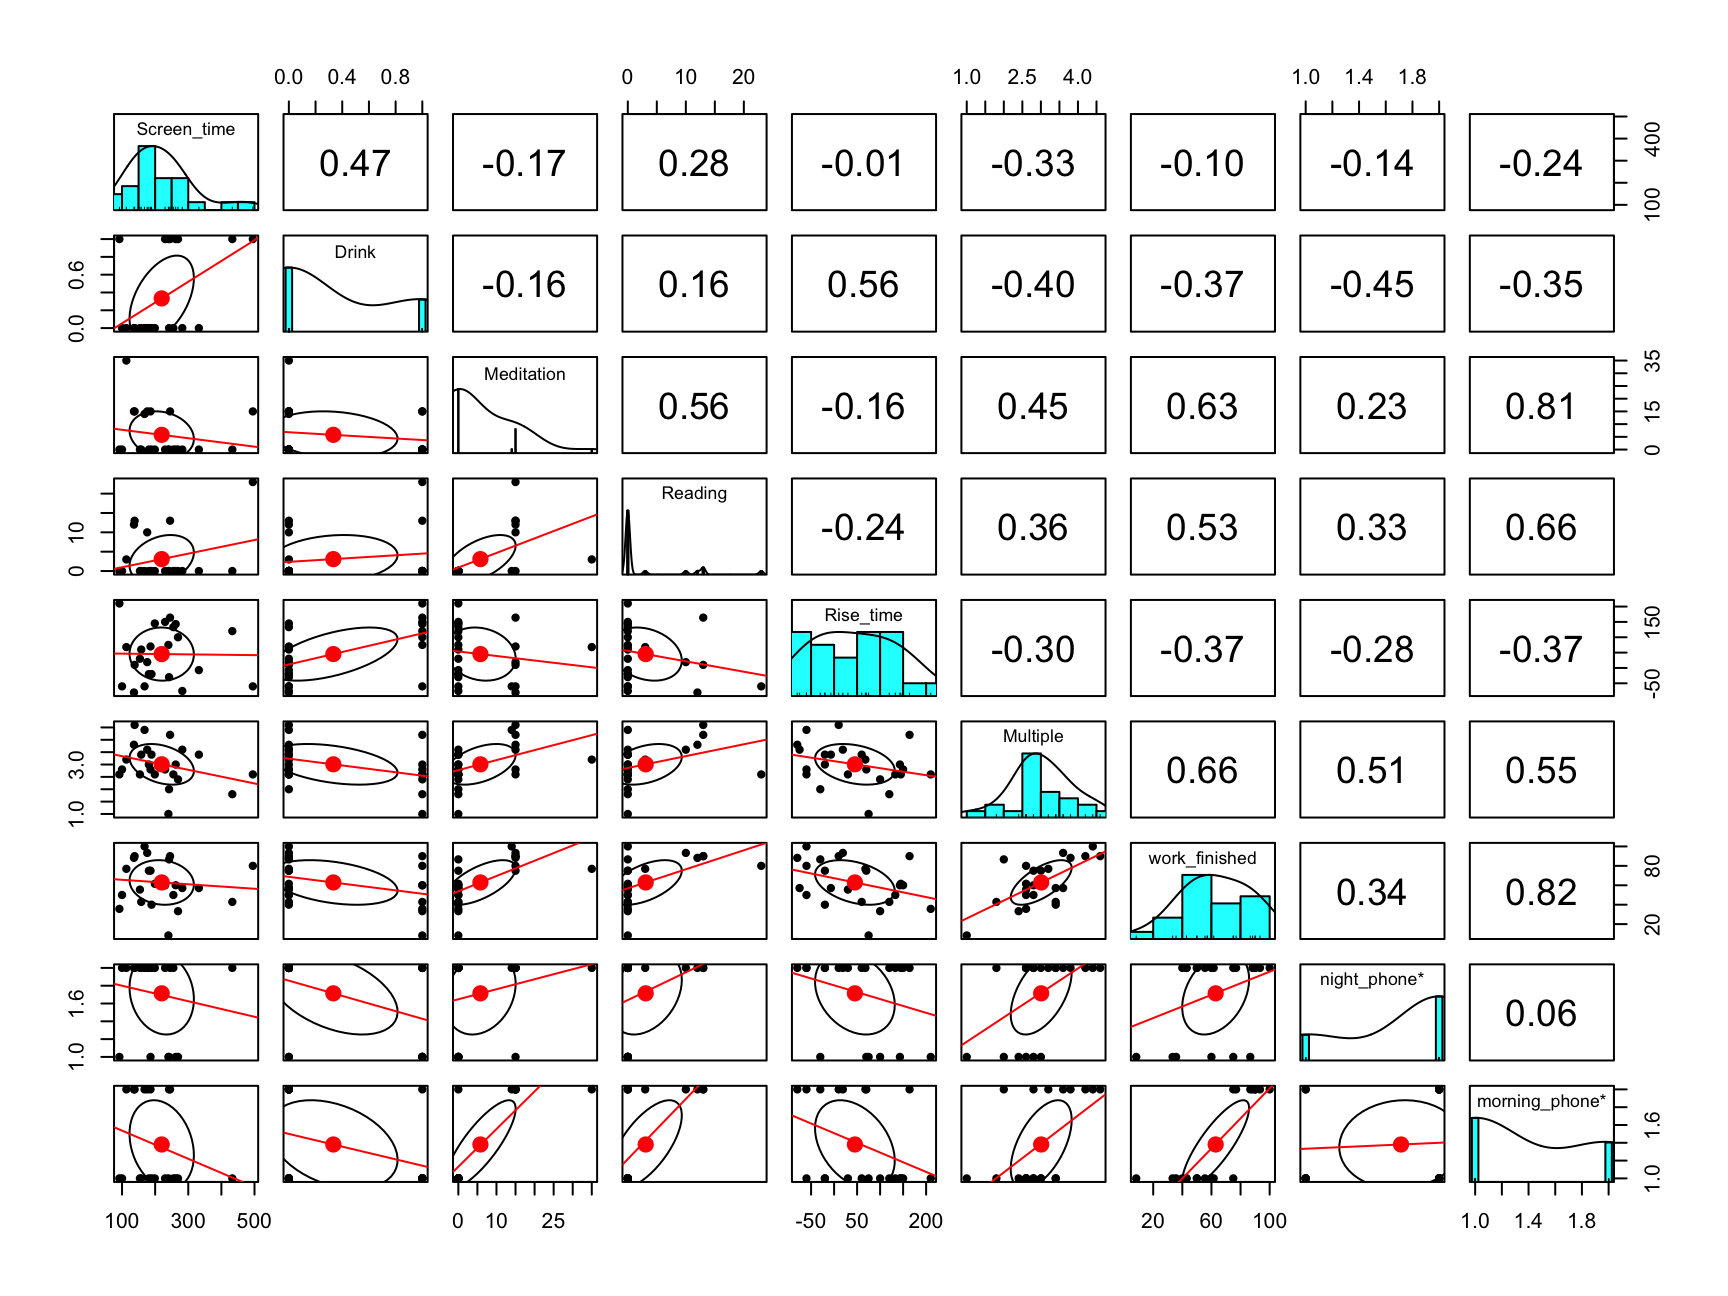 0.0 0.4 0.8 0 10 20 1.0 2.5 4.0 1.0 1.4 1.8
Screen_time 0.47 -0.17 0.28 -0.01 -0.33 -0.10 -0.14 -0.24 100 400
0.0 0.6 Drink -0.16 0.16 0.56 -0.40 -0.37 -0.45 -0.35
Meditation 0.56 -0.16 0.45 0.63 0.23 0.81 0 15 35
0 10 Reading -0.24 0.36 0.53 0.33 0.66
Rise_time -0.30 -0.37 -0.28 -0.37 -50 150
1.0 3.0 Multiple 0.66 0.51 0.55
work_finished 0.34 0.82 20 80
1.0 1.6 night_phone* 0.06
morning_phone* 1.0 1.6
100 300 500 0 10 25 -50 50 200 20 60 100 1.0 1.4 1.8